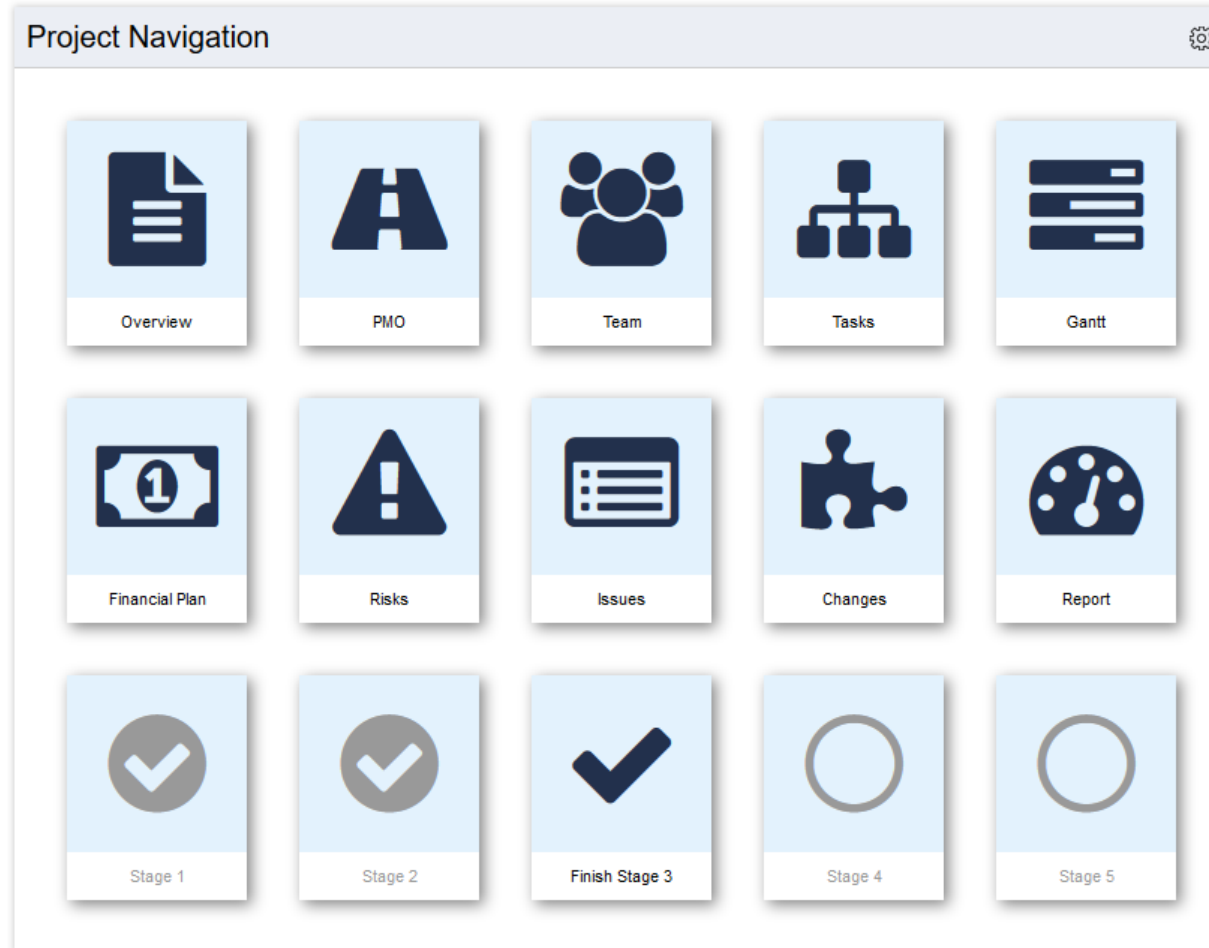 Project Navigation
Overview
PMO
Team
Tasks
Gantt
1
Financial Plan
Risks
Issues
Changes
Report
Stage 1
Stage 2
Finish Stage 3
Stage 4
Stage 5